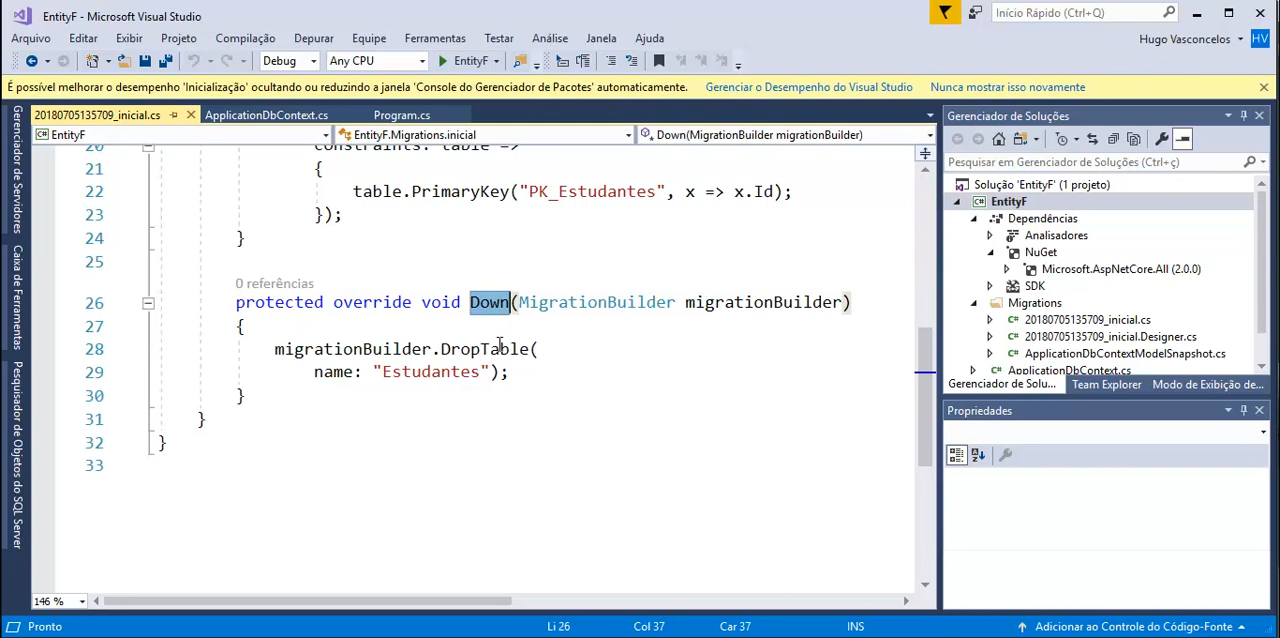 EntityF - Microsoft Visual Studio
Início Rápido (Ctrl+Q)
Arquivo Editar Exibir Projeto Compilação Depurar Equipe Ferramentas Testar Análise Janela Ajuda
Hugo Vasconcelos HV
Debug Any CPU EntityF
É possível melhorar o desempenho 'Inicialização' ocultando ou reduzindo a janela 'Console do Gerenciador de Pacotes' automaticamente. Gerenciar o Desempenho do Visual Studio Nunca mostrar isso novamente
20180705135709_inicial.cs ApplicationDbContext.cs Program.cs
EntityF EntityF.Migrations.inicial Down(MigrationBuilder migrationBuilder)
Gerenciador de Servidores
Caixa de Ferramentas
Pesquisador de Objetos do SQL Server
20 constraints: table =>
21 {
22 table.PrimaryKey("PK_Estudantes", x => x.Id);
23 });
24 }
25
0 referências
26 protected override void Down(MigrationBuilder migrationBuilder)
27 {
28 migrationBuilder.DropTable(
29 name: "Estudantes");
30 }
31 }
32 }
33
146 %
Gerenciador de Soluções
Pesquisar em Gerenciador de Soluções (Ctrl+ç)
Solução 'EntityF' (1 projeto)
C# EntityF
Dependências
Analisadores
NuGet
Microsoft.AspNetCore.All (2.0.0)
SDK
Migrations
C# 20180705135709_inicial.cs
C# 20180705135709_inicial.Designer.cs
C# ApplicationDbContextModelSnapshot.cs
C# ApplicationDbContext.cs
Gerenciador de Solu... Team Explorer Modo de Exibição de...
Propriedades
Pronto Li 26 Col 37 Car 37 INS Adicionar ao Controle do Código-Fonte